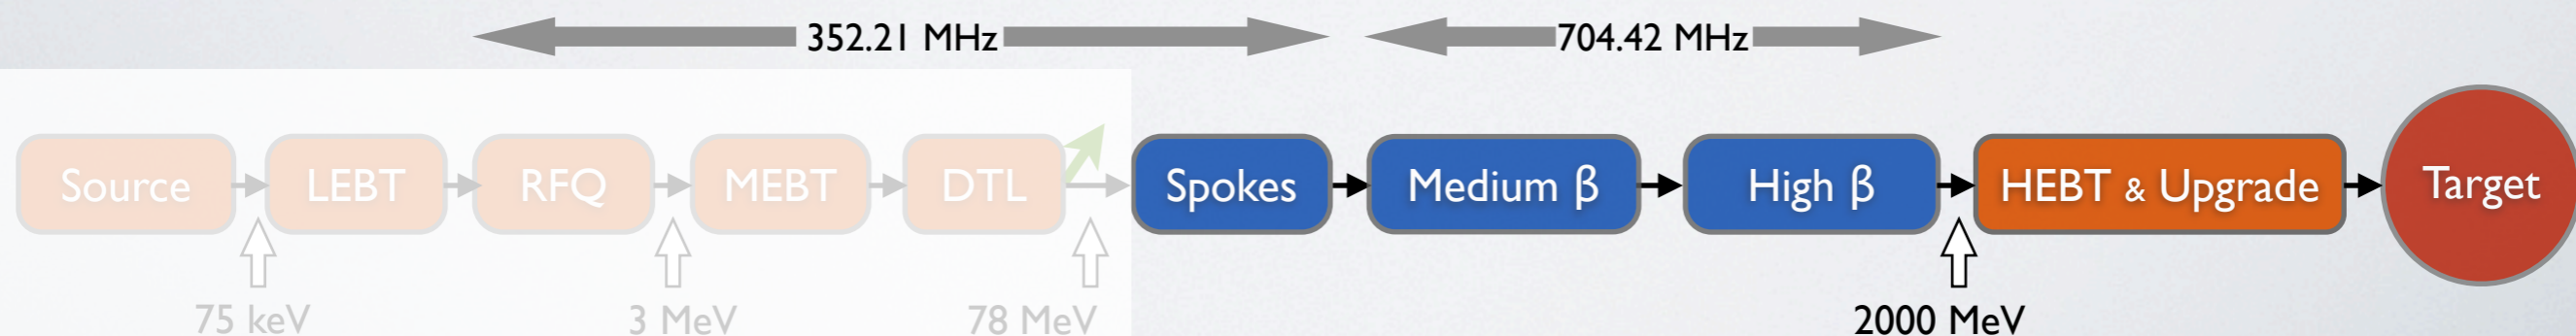 352.21 MHz
704.42 MHz
Source
LEBT
RFQ
MEBT
DTL
Spokes
Medium β
High β
HEBT & Upgrade
Target
75 keV
3 MeV
78 MeV
2000 MeV